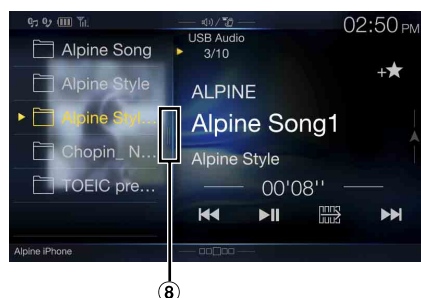 02:50 PM
USB Audio
3/10
Alpine Song
Alpine Style
Alpine Styl...
Chopin_ N...
TOEIC pre...
ALPINE
Alpine Song1
Alpine Style
00'08''
Alpine iPhone
8